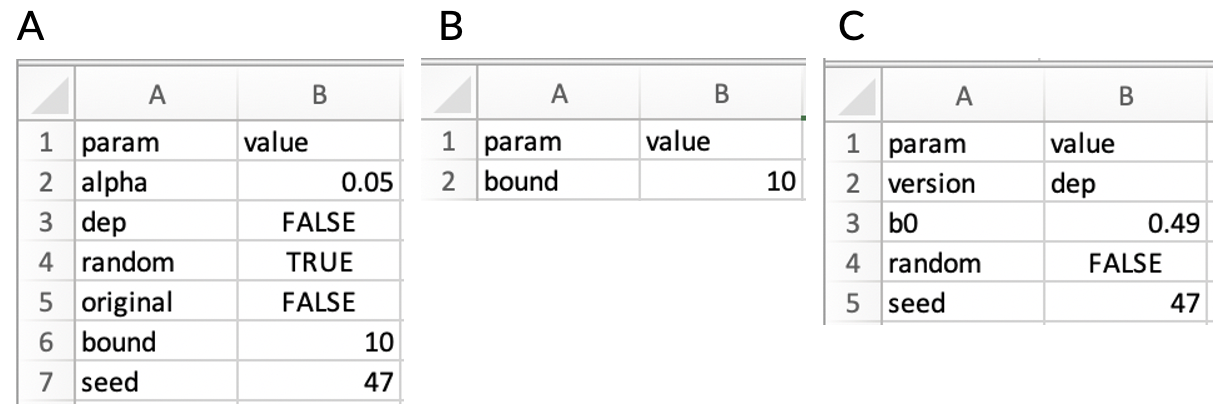 A
A B
1 param value
2 alpha 0.05
3 dep FALSE
4 random TRUE
5 original FALSE
6 bound 10
7 seed 47
B
A B
1 param value
2 bound 10
C
A B
1 param value
2 version dep
3 b0 0.49
4 random FALSE
5 seed 47